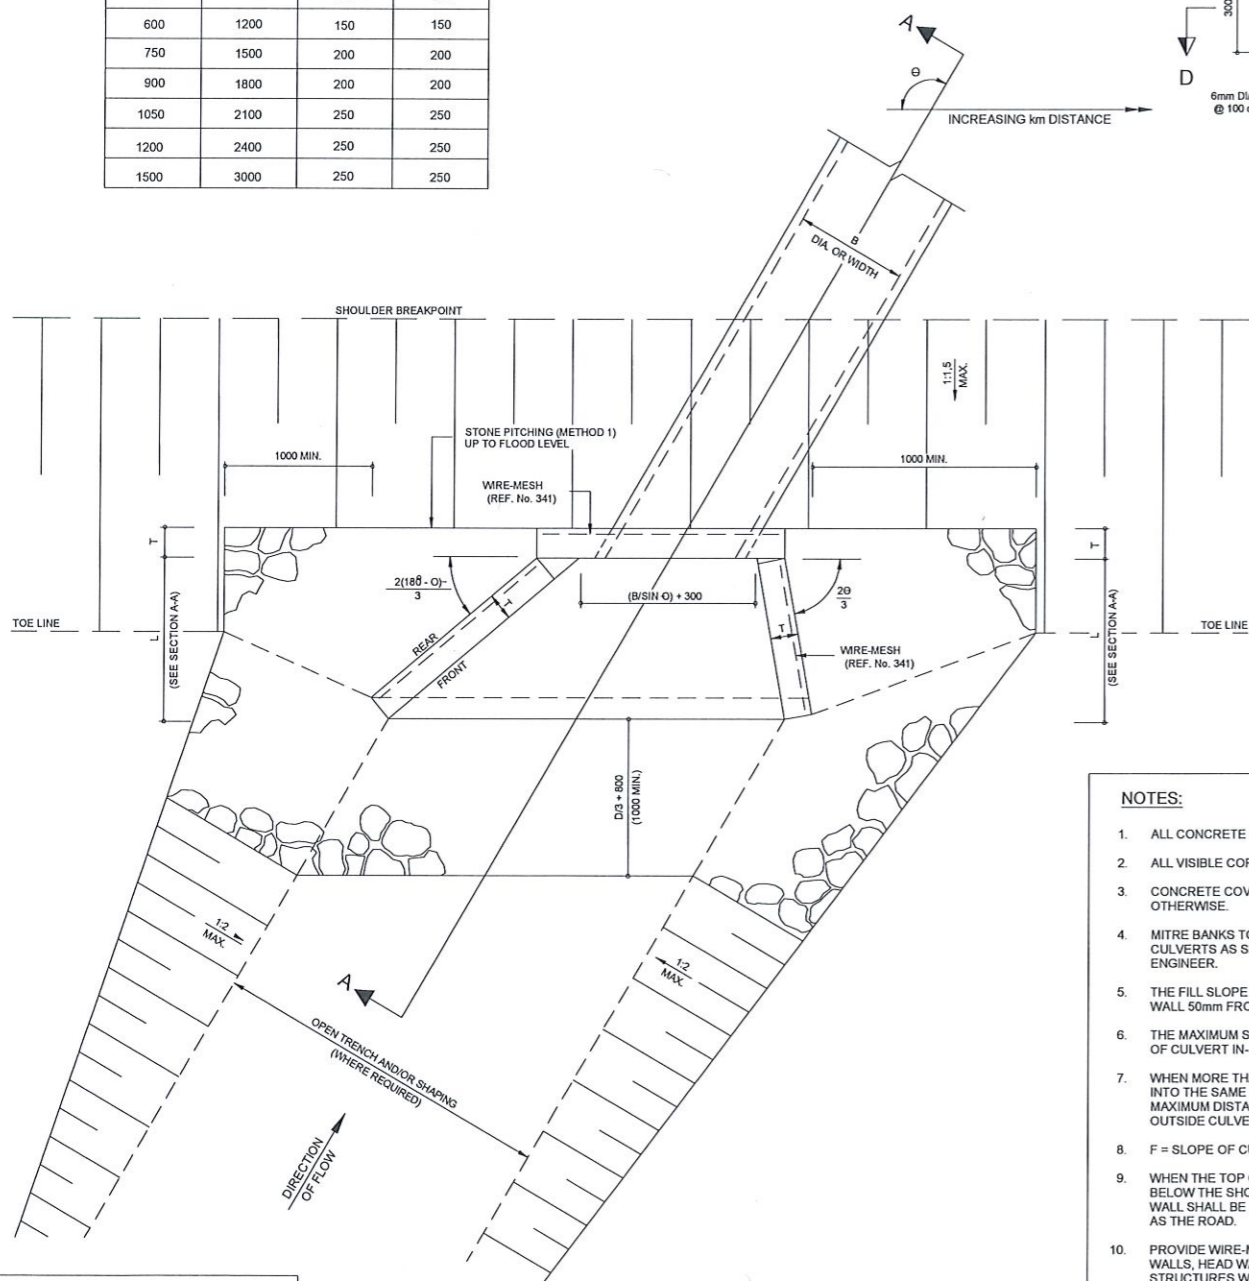 600 1200 150 150
750 1500 200 200
900 1800 200 200
1050 2100 250 250
1200 2400 250 250
1500 3000 250 250
A
Θ
INCREASING km DISTANCE
300
D
6mm DIA
@ 100 c
B
DIA. OR WIDTH
SHOULDER BREAKPOINT
1:1,5
MAX.
STONE PITCHING (METHOD 1)
UP TO FLOOD LEVEL
1000 MIN.
1000 MIN.
WIRE-MESH
(REF. No. 341)
T
T
2(180 - O)
3
(B/SIN O) + 300
2Θ
3
TOE LINE
TOE LINE
L
(SEE SECTION A-A)
L
(SEE SECTION A-A)
T
T
REAR
FRONT
WIRE-MESH
(REF. No. 341)
D/3 + 800
(1000 MIN.)
1:2
MAX.
1:2
MAX.
A
OPEN TRENCH AND/OR SHAPING
(WHERE REQUIRED)
DIRECTION
OF FLOW
NOTES:
1. ALL CONCRETE
2. ALL VISIBLE COR
3. CONCRETE COV
OTHERWISE.
4. MITRE BANKS TO
CULVERTS AS S
ENGINEER.
5. THE FILL SLOPE
WALL 50mm FRO
6. THE MAXIMUM S
OF CULVERT IN-
7. WHEN MORE THA
INTO THE SAME
MAXIMUM DISTA
OUTSIDE CULVE
8. F = SLOPE OF CU
9. WHEN THE TOP
BELOW THE SHO
WALL SHALL BE
AS THE ROAD.
10. PROVIDE WIRE-M
WALLS, HEAD WA
STRUCTURES W